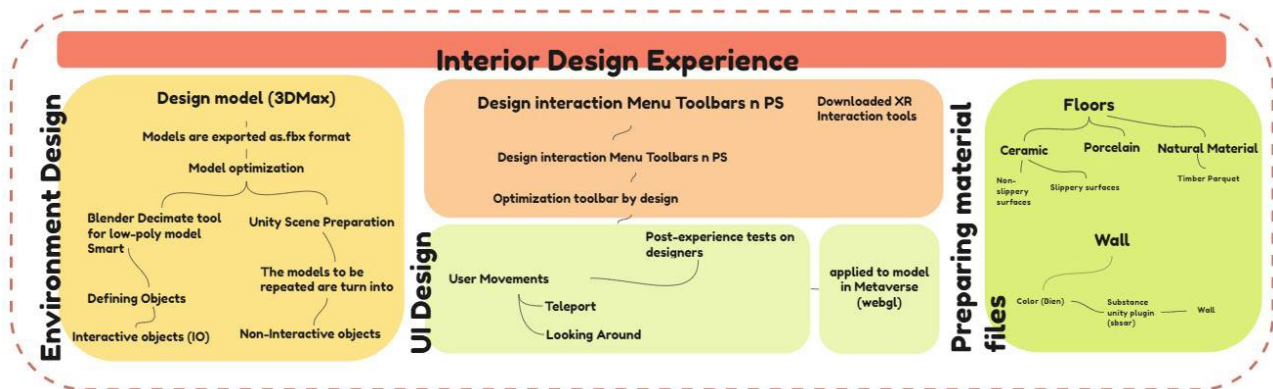 Interior Design Experience
Environment Design
Design model (3DMax)
Models are exported as.fbx format
Model optimization
Blender Decimate tool
for low-poly model
Smart
Unity Scene Preparation
Defining Objects
The models to be
repeated are turn into
Interactive objects (IO)
Non-Interactive objects
UI Design
Design interaction Menu Toolbars n PS
Downloaded XR
Interaction tools
Design interaction Menu Toolbars n PS
Optimization toolbar by design
Post-experience tests on
designers
User Movements
Teleport
Looking Around
applied to model
in Metaverse
(webgl)
Preparing material
files
Floors
Ceramic
Porcelain
Natural Material
Non-
slippery
surfaces
Slippery surfaces
Timber Parquet
Wall
Color (Bien)
Substance
unity plugin
(sbsar)
Wall